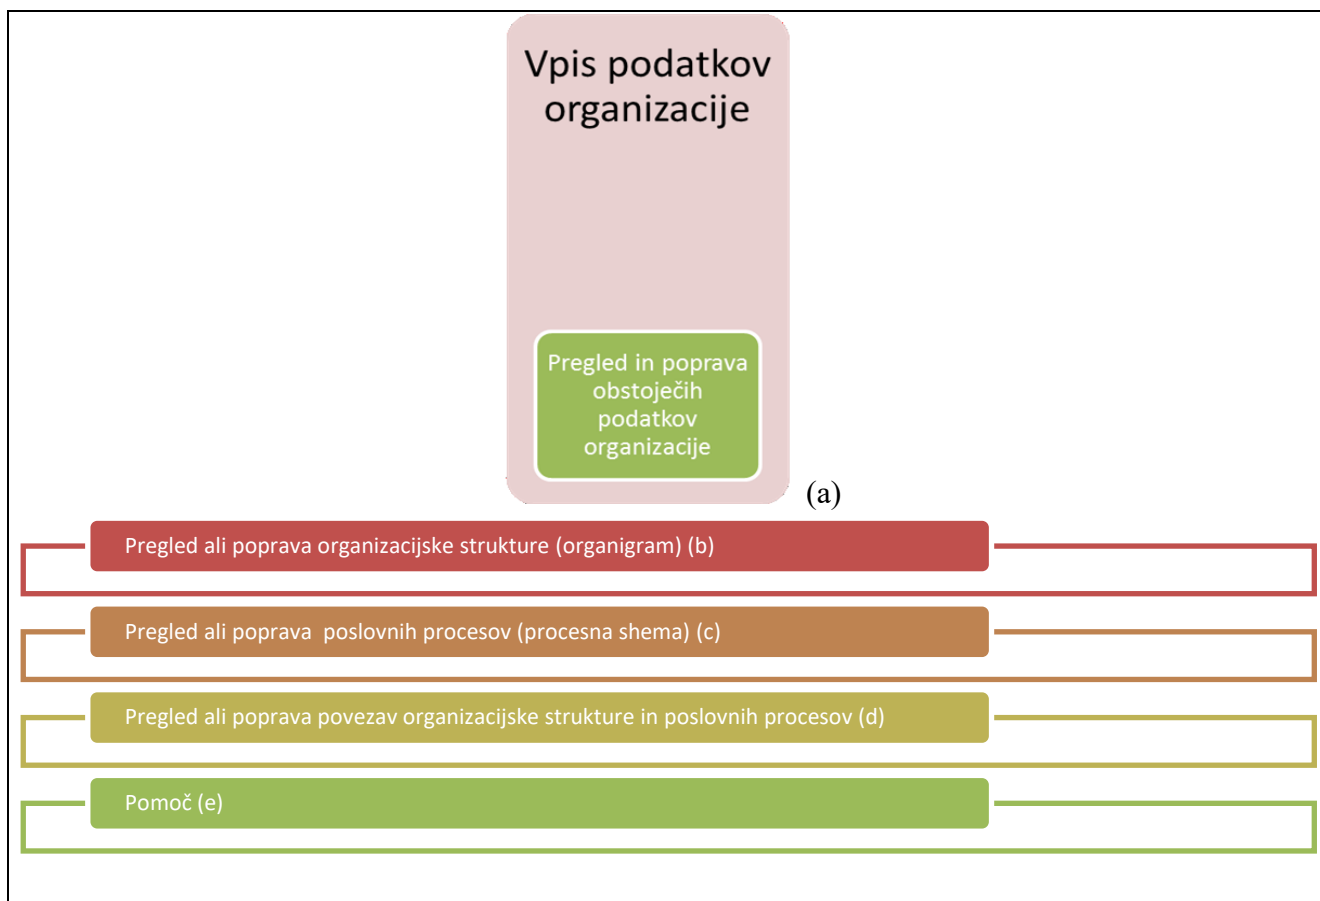 Vpis podatkov
organizacije
Pregled in poprava
obstoječih
podatkov
organizacije
(a)
Pregled ali poprava organizacijske strukture (organigram) (b)
Pregled ali poprava  poslovnih procesov (procesna shema) (c)
Pregled ali poprava povezav organizacijske strukture in poslovnih procesov (d)
Pomoč (e)